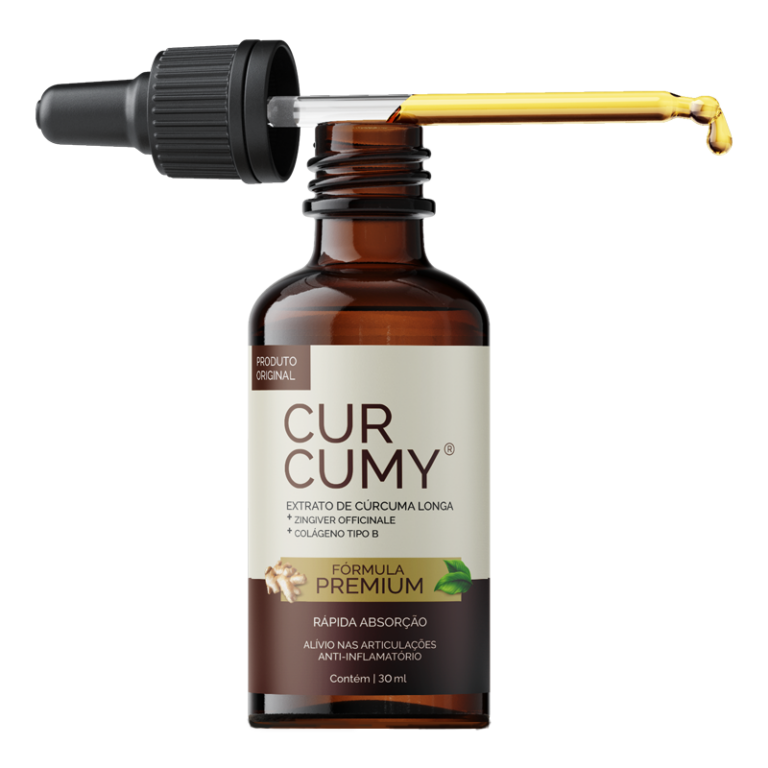 PRODUTO
ORIGINAL
CUR
CUMY®
EXTRATO DE CÚRCUMA LONGA
+ ZINGIVER OFFICINALE
+ COLÁGENO TIPO B
FÓRMULA
PREMIUM
RÁPIDA ABSORÇÃO
ALÍVIO NAS ARTICULAÇÕES
ANTI-INFLAMATÓRIO
Contém | 30 ml